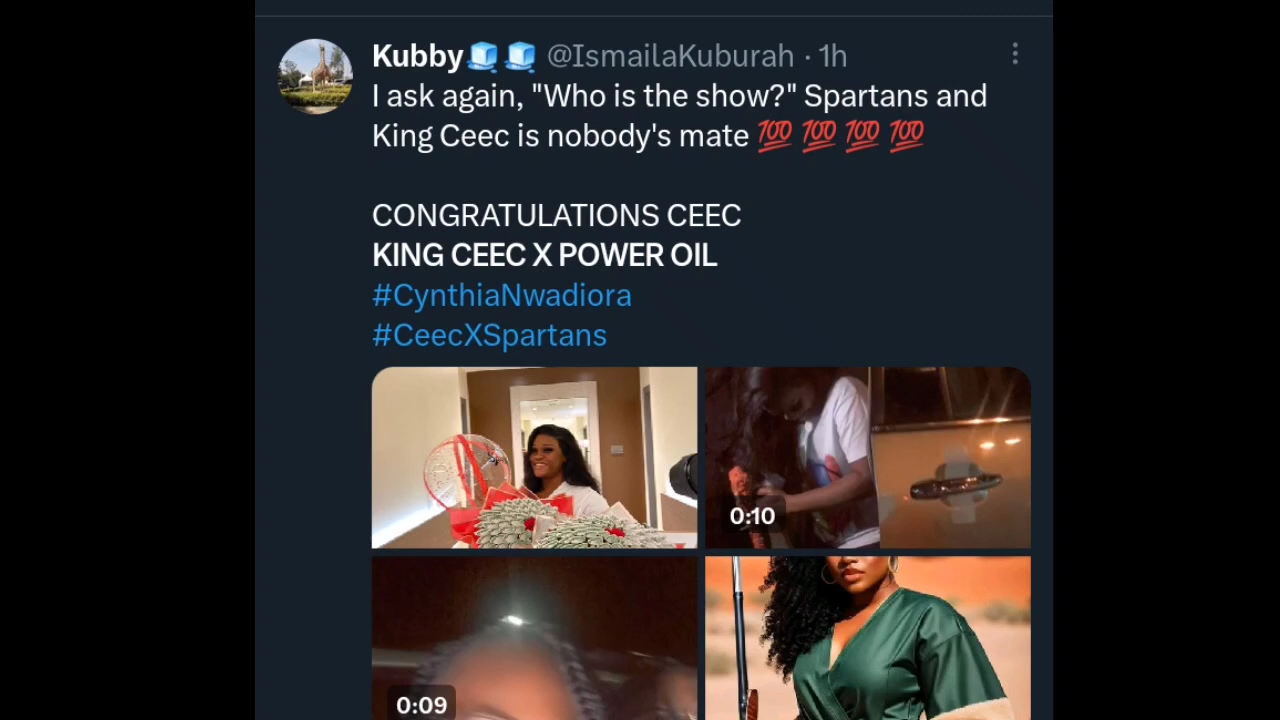 Kubby🧊🧊 @IsmailaKuburah · 1h
I ask again, "Who is the show?" Spartans and
King Ceec is nobody's mate 💯 💯 💯 💯
CONGRATULATIONS CEEC
KING CEEC X POWER OIL
#CynthiaNwadiora
#CeecXSpartans
0:10
0:09